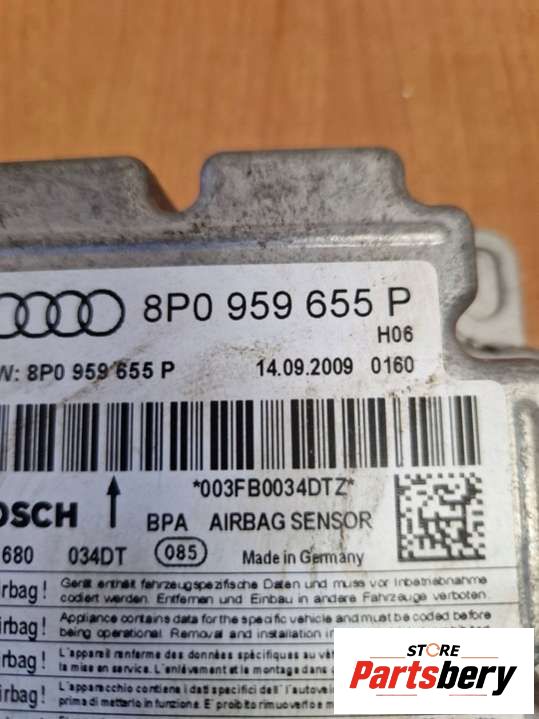 8P0 959 655 P
H06
W: 8P0 959 655 P 14.09.2009 0160
*003FB0034DTZ*
OSCH BPA AIRBAG SENSOR
680 034DT 085 Made in Germany
irbag! Gerät enthält fahrzeugspezifische Daten und muss vor Inbetriebnahme
codiert werden. Entfernen und Einbau in andere Fahrzeuge verboten.
irbag! Appliance contains data for the specific vehicle and must be coded before
being operational. Removal and installation i
irbag! L'appareil renferme des données spécifiques au
la mise en service. L'enlèvement et le montage dans
irbag! L'apparecchio contiene i dati specifici dell'
prima di metterlo in funzione. E' proibito rimuoverlo e
STORE
Partsbery